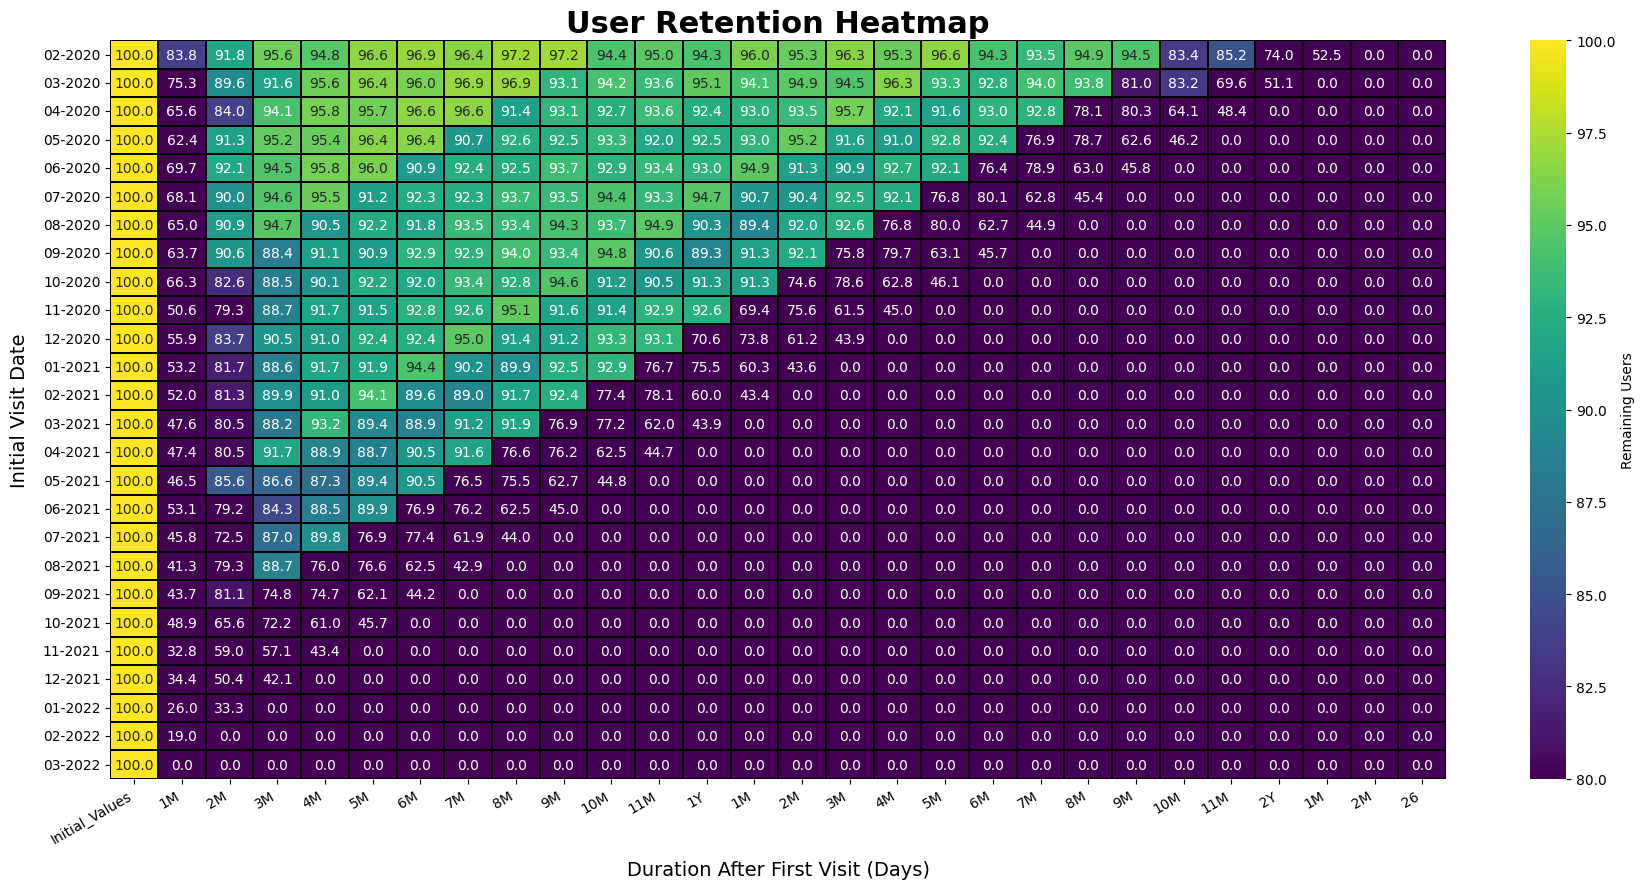 User Retention Heatmap
02-2020 100.0 83.8 91.8 95.6 94.8 96.6 96.9 96.4 97.2 97.2 94.4 95.0 94.3 96.0 95.3 96.3 95.3 96.6 94.3 93.5 94.9 94.5 83.4 85.2 74.0 52.5 0.0 0.0
03-2020 100.0 75.3 89.6 91.6 95.6 96.4 96.0 96.9 96.9 93.1 94.2 93.6 95.1 94.1 94.9 94.5 96.3 93.3 92.8 94.0 93.8 81.0 83.2 69.6 51.1 0.0 0.0 0.0
04-2020 100.0 65.6 84.0 94.1 95.8 95.7 96.6 96.6 91.4 93.1 92.7 93.6 92.4 93.0 93.5 95.7 92.1 91.6 93.0 92.8 78.1 80.3 64.1 48.4 0.0 0.0 0.0 0.0
05-2020 100.0 62.4 91.3 95.2 95.4 96.4 96.4 90.7 92.6 92.5 93.3 92.0 92.5 93.0 95.2 91.6 91.0 92.8 92.4 76.9 78.7 62.6 46.2 0.0 0.0 0.0 0.0 0.0
06-2020 100.0 69.7 92.1 94.5 95.8 96.0 90.9 92.4 92.5 93.7 92.9 93.4 93.0 94.9 91.3 90.9 92.7 92.1 76.4 78.9 63.0 45.8 0.0 0.0 0.0 0.0 0.0 0.0
07-2020 100.0 68.1 90.0 94.6 95.5 91.2 92.3 92.3 93.7 93.5 94.4 93.3 94.7 90.7 90.4 92.5 92.1 76.8 80.1 62.8 45.4 0.0 0.0 0.0 0.0 0.0 0.0 0.0
08-2020 100.0 65.0 90.9 94.7 90.5 92.2 91.8 93.5 93.4 94.3 93.7 94.9 90.3 89.4 92.0 92.6 76.8 80.0 62.7 44.9 0.0 0.0 0.0 0.0 0.0 0.0 0.0 0.0
09-2020 100.0 63.7 90.6 88.4 91.1 90.9 92.9 92.9 94.0 93.4 94.8 90.6 89.3 91.3 92.1 75.8 79.7 63.1 45.7 0.0 0.0 0.0 0.0 0.0 0.0 0.0 0.0 0.0
10-2020 100.0 66.3 82.6 88.5 90.1 92.2 92.0 93.4 92.8 94.6 91.2 90.5 91.3 91.3 74.6 78.6 62.8 46.1 0.0 0.0 0.0 0.0 0.0 0.0 0.0 0.0 0.0 0.0
11-2020 100.0 50.6 79.3 88.7 91.7 91.5 92.8 92.6 95.1 91.6 91.4 92.9 92.6 69.4 75.6 61.5 45.0 0.0 0.0 0.0 0.0 0.0 0.0 0.0 0.0 0.0 0.0 0.0
12-2020 100.0 55.9 83.7 90.5 91.0 92.4 92.4 95.0 91.4 91.2 93.3 93.1 70.6 73.8 61.2 43.9 0.0 0.0 0.0 0.0 0.0 0.0 0.0 0.0 0.0 0.0 0.0 0.0
01-2021 100.0 53.2 81.7 88.6 91.7 91.9 94.4 90.2 89.9 92.5 92.9 76.7 75.5 60.3 43.6 0.0 0.0 0.0 0.0 0.0 0.0 0.0 0.0 0.0 0.0 0.0 0.0 0.0
02-2021 100.0 52.0 81.3 89.9 91.0 94.1 89.6 89.0 91.7 92.4 77.4 78.1 60.0 43.4 0.0 0.0 0.0 0.0 0.0 0.0 0.0 0.0 0.0 0.0 0.0 0.0 0.0 0.0
03-2021 100.0 47.6 80.5 88.2 93.2 89.4 88.9 91.2 91.9 76.9 77.2 62.0 43.9 0.0 0.0 0.0 0.0 0.0 0.0 0.0 0.0 0.0 0.0 0.0 0.0 0.0 0.0 0.0
04-2021 100.0 47.4 80.5 91.7 88.9 88.7 90.5 91.6 76.6 76.2 62.5 44.7 0.0 0.0 0.0 0.0 0.0 0.0 0.0 0.0 0.0 0.0 0.0 0.0 0.0 0.0 0.0 0.0
05-2021 100.0 46.5 85.6 86.6 87.3 89.4 90.5 76.5 75.5 62.7 44.8 0.0 0.0 0.0 0.0 0.0 0.0 0.0 0.0 0.0 0.0 0.0 0.0 0.0 0.0 0.0 0.0 0.0
06-2021 100.0 53.1 79.2 84.3 88.5 89.9 76.9 76.2 62.5 45.0 0.0 0.0 0.0 0.0 0.0 0.0 0.0 0.0 0.0 0.0 0.0 0.0 0.0 0.0 0.0 0.0 0.0 0.0
07-2021 100.0 45.8 72.5 87.0 89.8 76.9 77.4 61.9 44.0 0.0 0.0 0.0 0.0 0.0 0.0 0.0 0.0 0.0 0.0 0.0 0.0 0.0 0.0 0.0 0.0 0.0 0.0 0.0
08-2021 100.0 41.3 79.3 88.7 76.0 76.6 62.5 42.9 0.0 0.0 0.0 0.0 0.0 0.0 0.0 0.0 0.0 0.0 0.0 0.0 0.0 0.0 0.0 0.0 0.0 0.0 0.0 0.0
09-2021 100.0 43.7 81.1 74.8 74.7 62.1 44.2 0.0 0.0 0.0 0.0 0.0 0.0 0.0 0.0 0.0 0.0 0.0 0.0 0.0 0.0 0.0 0.0 0.0 0.0 0.0 0.0 0.0
10-2021 100.0 48.9 65.6 72.2 61.0 45.7 0.0 0.0 0.0 0.0 0.0 0.0 0.0 0.0 0.0 0.0 0.0 0.0 0.0 0.0 0.0 0.0 0.0 0.0 0.0 0.0 0.0 0.0
11-2021 100.0 32.8 59.0 57.1 43.4 0.0 0.0 0.0 0.0 0.0 0.0 0.0 0.0 0.0 0.0 0.0 0.0 0.0 0.0 0.0 0.0 0.0 0.0 0.0 0.0 0.0 0.0 0.0
12-2021 100.0 34.4 50.4 42.1 0.0 0.0 0.0 0.0 0.0 0.0 0.0 0.0 0.0 0.0 0.0 0.0 0.0 0.0 0.0 0.0 0.0 0.0 0.0 0.0 0.0 0.0 0.0 0.0
01-2022 100.0 26.0 33.3 0.0 0.0 0.0 0.0 0.0 0.0 0.0 0.0 0.0 0.0 0.0 0.0 0.0 0.0 0.0 0.0 0.0 0.0 0.0 0.0 0.0 0.0 0.0 0.0 0.0
02-2022 100.0 19.0 0.0 0.0 0.0 0.0 0.0 0.0 0.0 0.0 0.0 0.0 0.0 0.0 0.0 0.0 0.0 0.0 0.0 0.0 0.0 0.0 0.0 0.0 0.0 0.0 0.0 0.0
03-2022 100.0 0.0 0.0 0.0 0.0 0.0 0.0 0.0 0.0 0.0 0.0 0.0 0.0 0.0 0.0 0.0 0.0 0.0 0.0 0.0 0.0 0.0 0.0 0.0 0.0 0.0 0.0 0.0
Initial_Values 1M 2M 3M 4M 5M 6M 7M 8M 9M 10M 11M 1Y 1M 2M 3M 4M 5M 6M 7M 8M 9M 10M 11M 2Y 1M 2M 26
Duration After First Visit (Days)
Initial Visit Date
100.0
97.5
95.0
92.5
90.0
87.5
85.0
82.5
80.0
Remaining Users